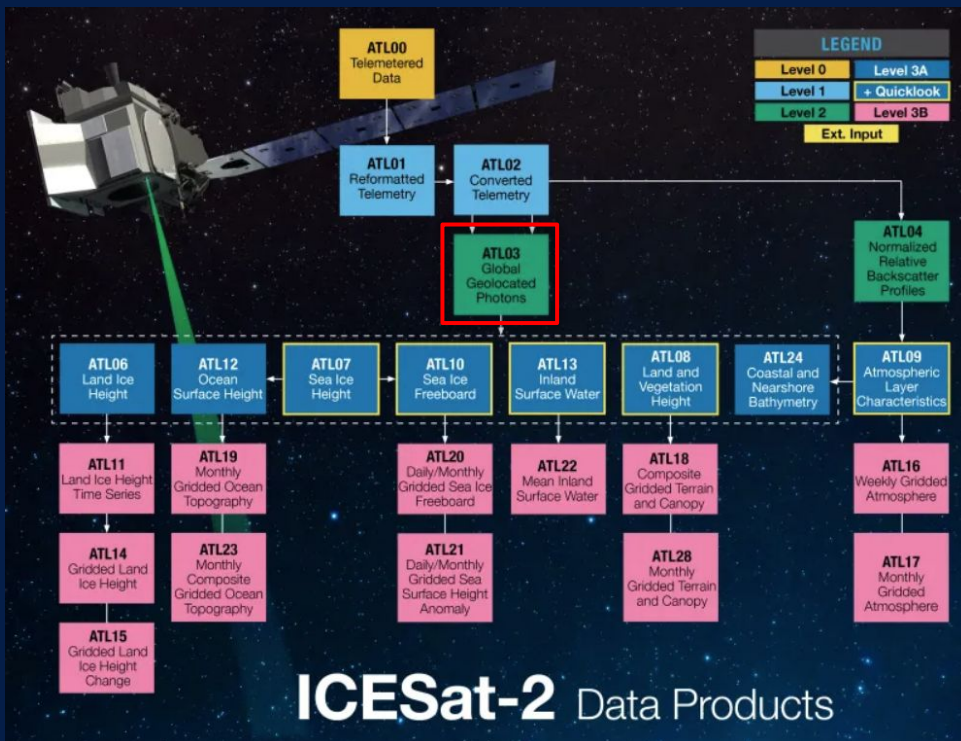 ATL00
Telemetered
Data
LEGEND
Level 0
Level 3A
Level 1
+ Quicklook
Level 2
Level 3B
Ext. Input
ATL01
Reformatted
Telemetry
ATL02
Converted
Telemetry
ATL03
Global
Geolocated
Photons
ATL04
Normalized
Relative
Backscatter
Profiles
ATL06
Land Ice
Height
ATL12
Ocean
Surface Height
ATL07
Sea Ice
Height
ATL10
Sea Ice
Freeboard
ATL13
Inland
Surface Water
ATL08
Land and
Vegetation
Height
ATL24
Coastal and
Nearshore
Bathymetry
ATL09
Atmospheric
Layer
Characteristics
ATL11
Land Ice Height
Time Series
ATL19
Monthly
Gridded Ocean
Topography
ATL20
Daily/Monthly
Gridded Sea Ice
Freeboard
ATL22
Mean Inland
Surface Water
ATL18
Composite
Gridded Terrain
and Canopy
ATL16
Weekly Gridded
Atmosphere
ATL14
Gridded Land
Ice Height
ATL23
Monthly
Composite
Gridded Ocean
Topography
ATL21
Daily/Monthly
Gridded Sea
Surface Height
Anomaly
ATL28
Monthly
Gridded Terrain
and Canopy
ATL17
Monthly
Gridded
Atmosphere
ATL15
Gridded Land
Ice Height
Change
ICESat-2 Data Products